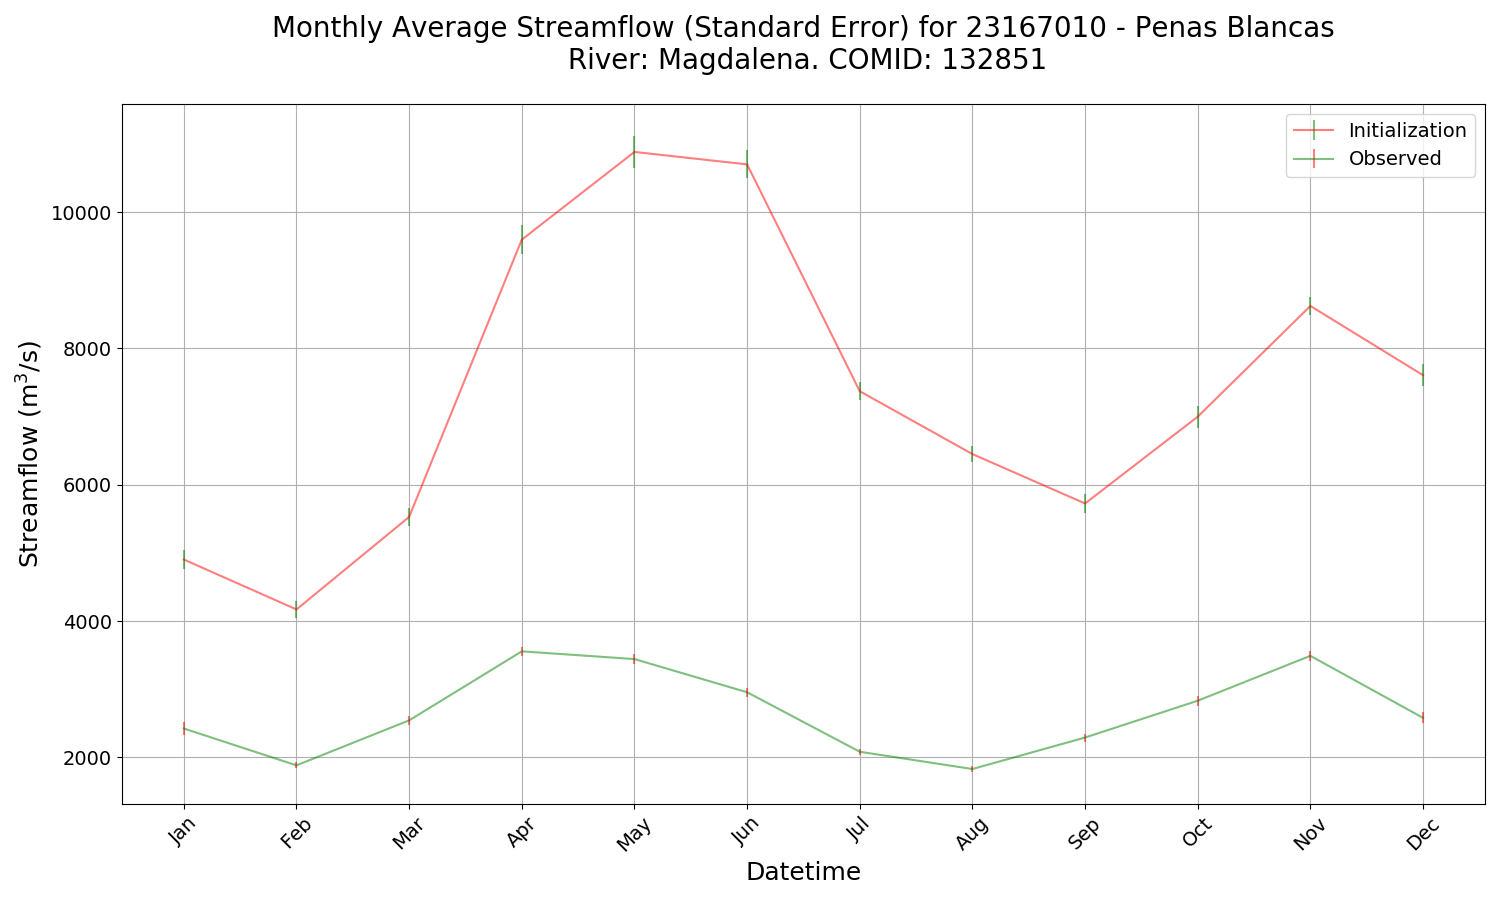 Monthly Average Streamflow (Standard Error) for 23167010 - Penas Blancas
River: Magdalena. COMID: 132851
Initialization
Observed
10000
8000
6000
4000
2000
Streamflow (m³/s)
Jan
Feb
Mar
Apr
May
Jun
Jul
Aug
Sep
Oct
Nov
Dec
Datetime